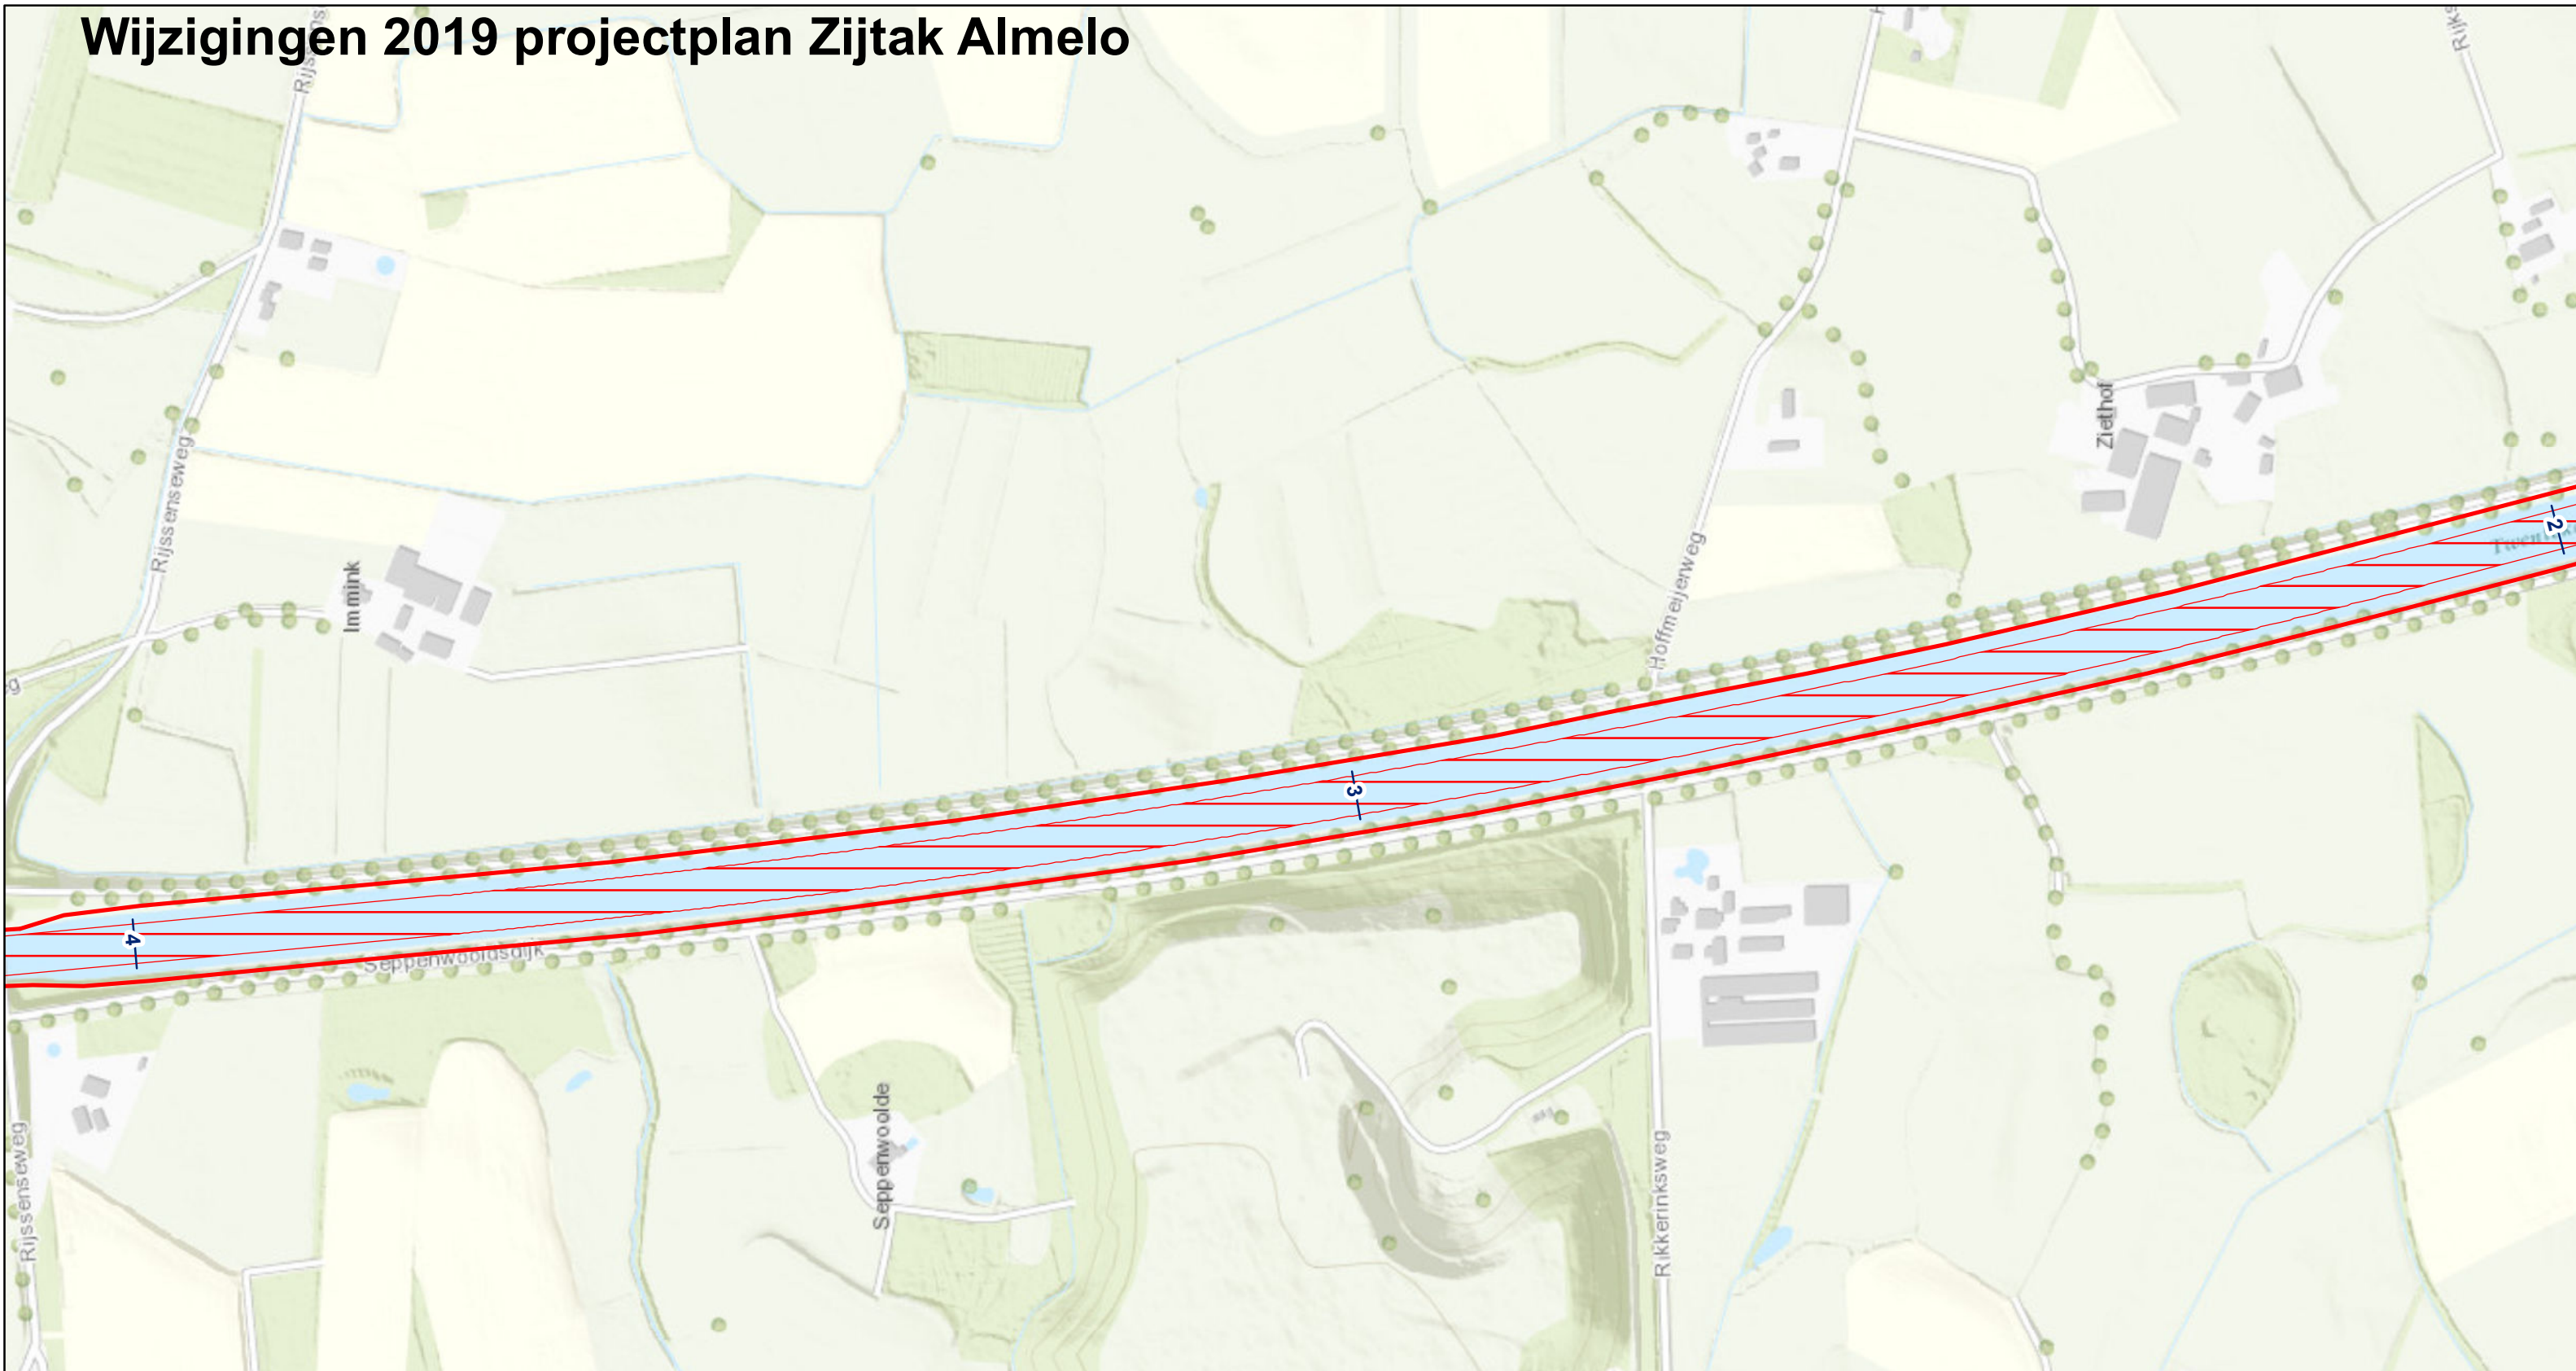 Wijzigingen 2019 projectplan Zijtak Almelo
Rijssenseweg
Immink
Hoffmeijerweg
Ziethof
2
3
4
Seppenwooldsdijk
Seppenwoolde
Rijssenseweg
Rikkerinksweg